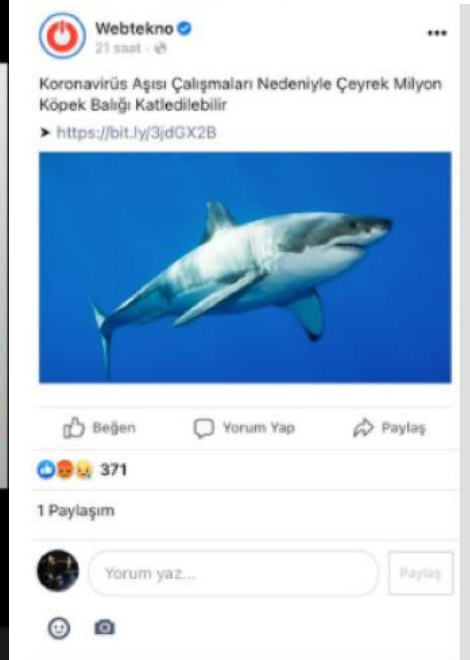 Webtekno
21 saat ·
Koronavirüs Aşısı Çalışmaları Nedeniyle Çeyrek Milyon
Köpek Balığı Katledilebilir
➤ https://bit.ly/3jdGX2B
Beğen
Yorum Yap
Paylaş
371
1 Paylaşım
Yorum yaz...
Paylaş